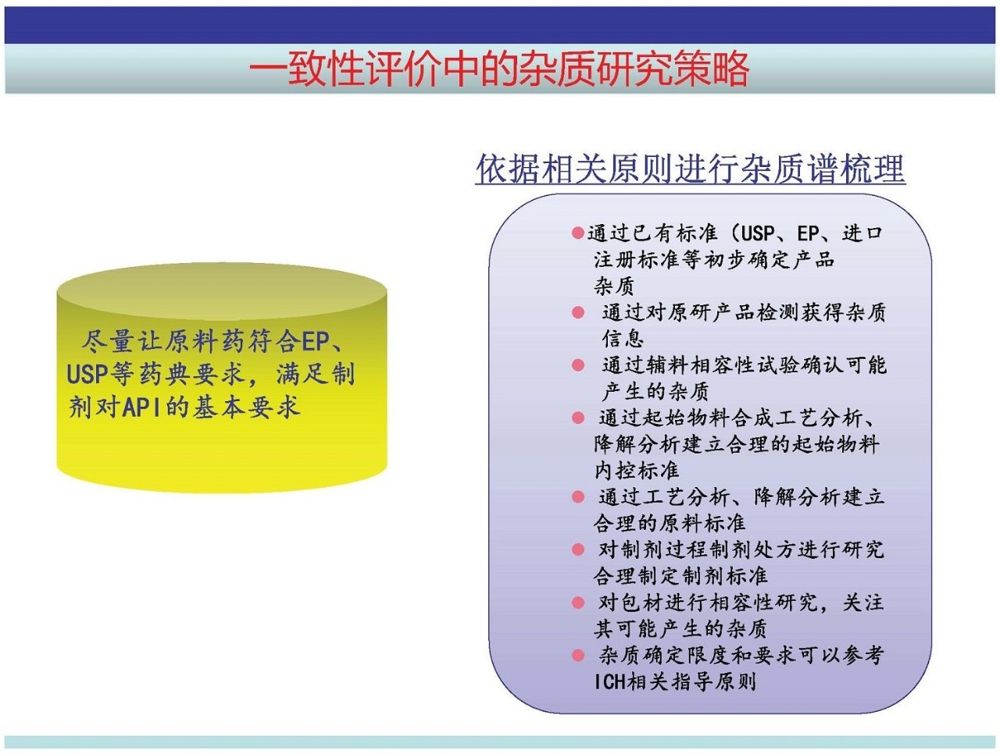 一致性评价中的杂质研究策略
依据相关原则进行杂质谱梳理
尽量让原料药符合EP、
USP等药典要求，满足制
剂对API的基本要求
●通过已有标准（USP、EP、进口
注册标准等初步确定产品
杂质
● 通过对原研产品检测获得杂质
信息
● 通过辅料相容性试验确认可能
产生的杂质
● 通过起始物料合成工艺分析、
降解分析建立合理的起始物料
内控标准
● 通过工艺分析、降解分析建立
合理的原料标准
● 对制剂过程制剂处方进行研究
合理制定制剂标准
● 对包材进行相容性研究，关注
其可能产生的杂质
● 杂质确定限度和要求可以参考
ICH相关指导原则